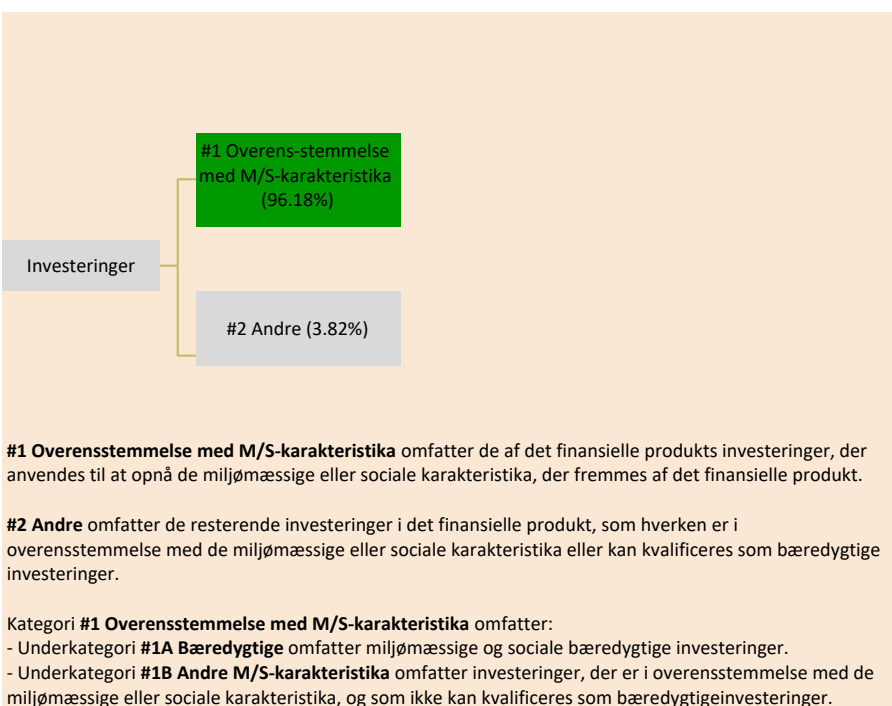 #1 Overens-stemmelse
med M/S-karakteristika
(96.18%)
Investeringer
#2 Andre (3.82%)
#1 Overensstemmelse med M/S-karakteristika omfatter de af det finansielle produkts investeringer, der
anvendes til at opnå de miljømæssige eller sociale karakteristika, der fremmes af det finansielle produkt.
#2 Andre omfatter de resterende investeringer i det finansielle produkt, som hverken er i
overensstemmelse med de miljømæssige eller sociale karakteristika eller kan kvalificeres som bæredygtige
investeringer.
Kategori #1 Overensstemmelse med M/S-karakteristika omfatter:
- Underkategori #1A Bæredygtige omfatter miljømæssige og sociale bæredygtige investeringer.
- Underkategori #1B Andre M/S-karakteristika omfatter investeringer, der er i overensstemmelse med de
miljømæssige eller sociale karakteristika, og som ikke kan kvalificeres som bæredygtigeinvesteringer.